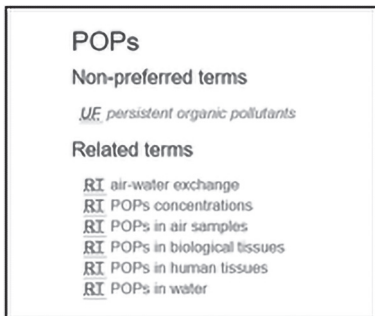 POPs
Non-preferred terms
UF persistent organic pollutants
Related terms
RT air-water exchange
RT POPs concentrations
RT POPs in air samples
RT POPs in biological tissues
RT POPs in human tissues
RT POPs in water